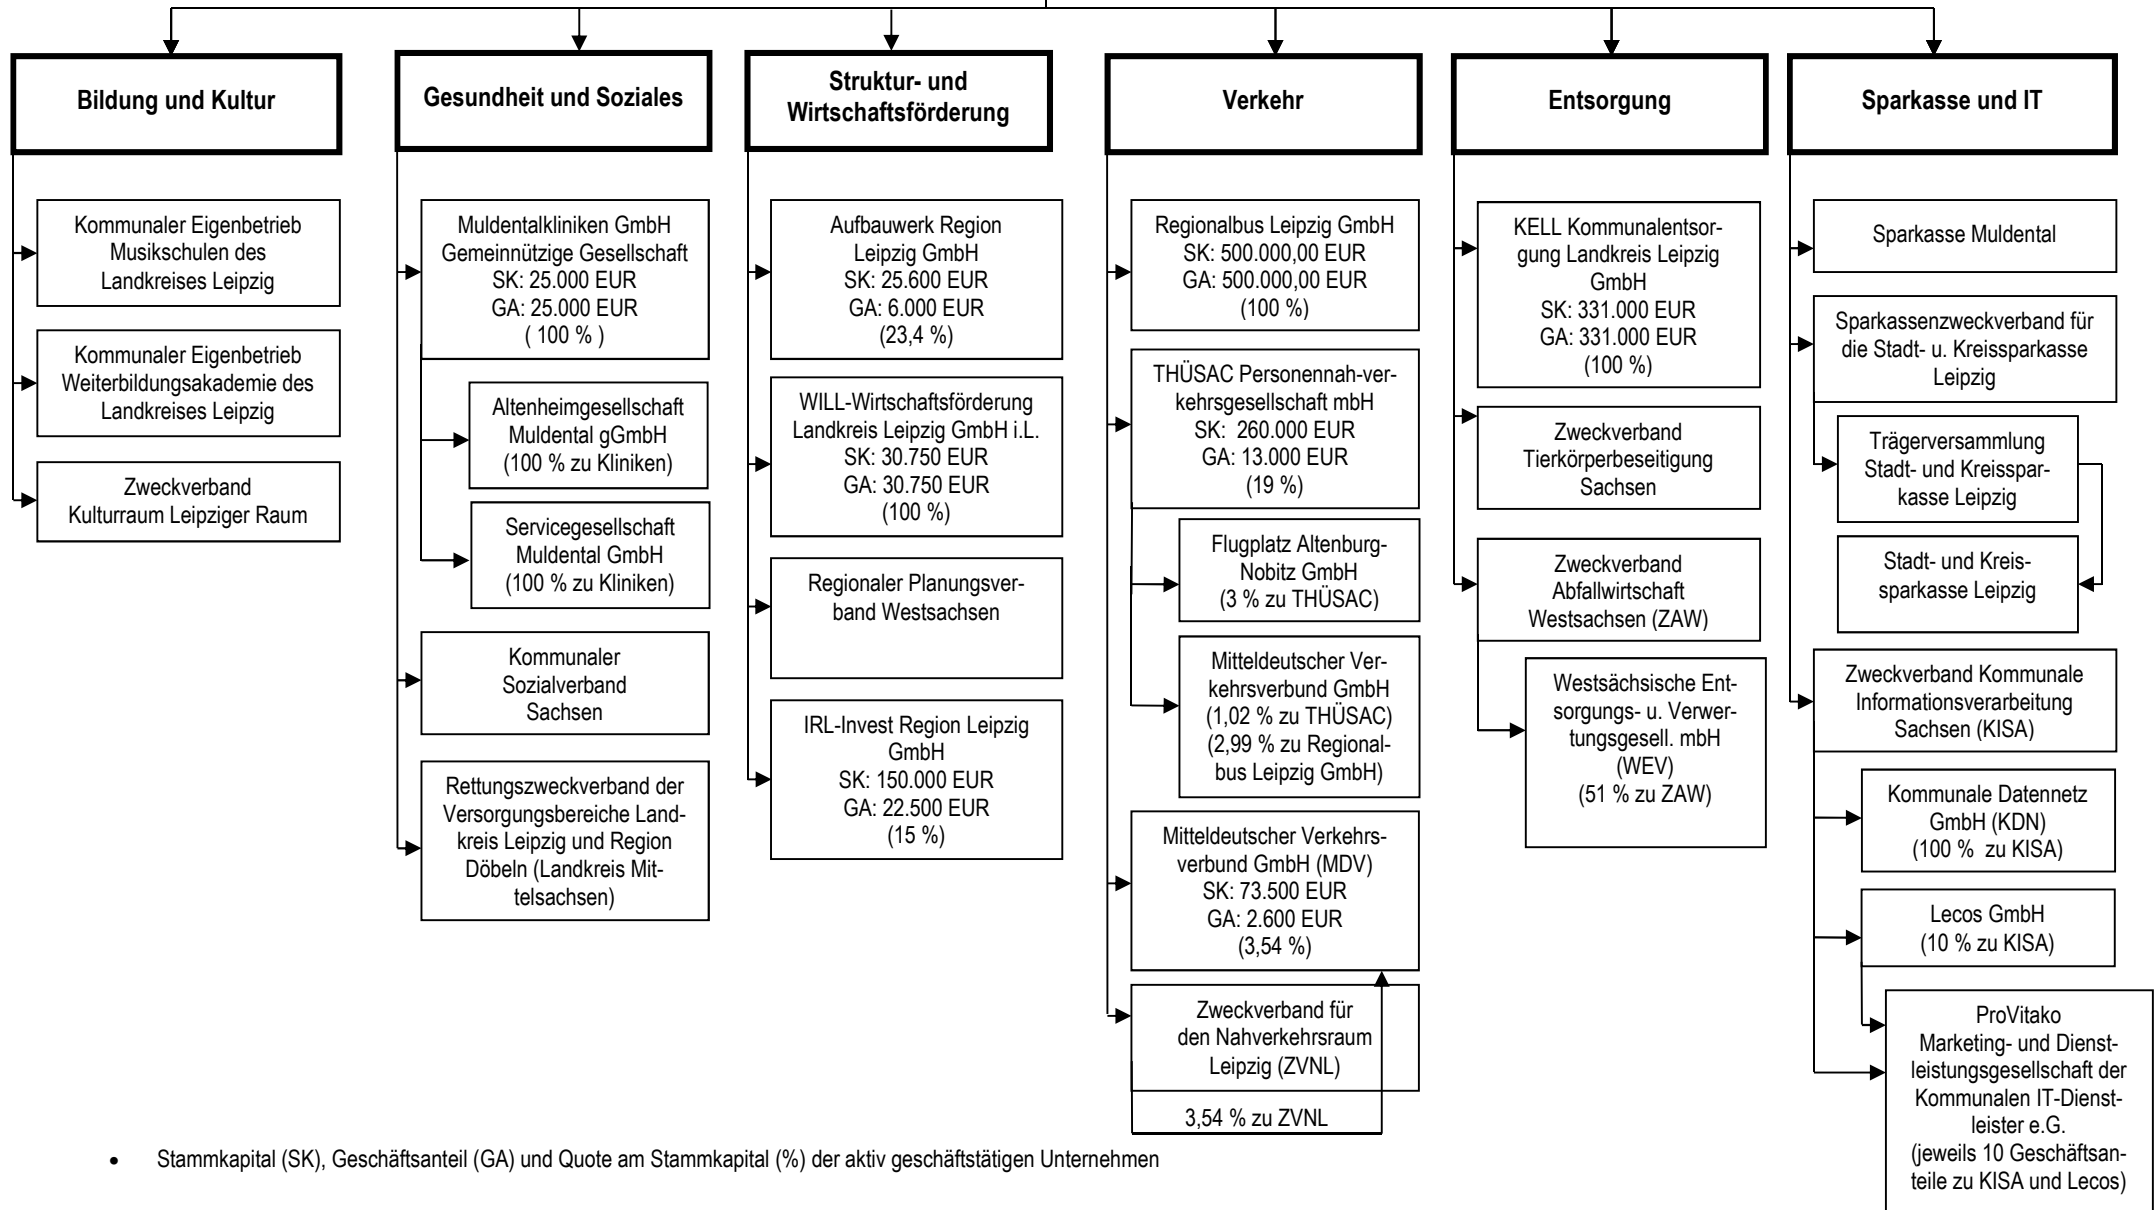 Bildung und Kultur
Kommunaler Eigenbetrieb
Musikschulen des
Landkreises Leipzig
Kommunaler Eigenbetrieb
Weiterbildungsakademie des
Landkreises Leipzig
Zweckverband
Kulturraum Leipziger Raum
Gesundheit und Soziales
Muldentalkliniken GmbH
Gemeinnützige Gesellschaft
SK: 25.000 EUR
GA: 25.000 EUR
( 100 % )
Altenheimgesellschaft
Muldental gGmbH
(100 % zu Kliniken)
Servicegesellschaft
Muldental GmbH
(100 % zu Kliniken)
Kommunaler
Sozialverband
Sachsen
Rettungszweckverband der
Versorgungsbereiche Land-
kreis Leipzig und Region
Döbeln (Landkreis Mit-
telsachsen)
Struktur- und
Wirtschaftsförderung
Aufbauwerk Region
Leipzig GmbH
SK: 25.600 EUR
GA: 6.000 EUR
(23,4 %)
WILL-Wirtschaftsförderung
Landkreis Leipzig GmbH i.L.
SK: 30.750 EUR
GA: 30.750 EUR
(100 %)
Regionaler Planungsver-
band Westsachsen
IRL-Invest Region Leipzig
GmbH
SK: 150.000 EUR
GA: 22.500 EUR
(15 %)
Verkehr
Regionalbus Leipzig GmbH
SK: 500.000,00 EUR
GA: 500.000,00 EUR
(100 %)
THÜSAC Personennah-ver-
kehrsgesellschaft mbH
SK:  260.000 EUR
GA: 13.000 EUR
(19 %)
Flugplatz Altenburg-
Nobitz GmbH
(3 % zu THÜSAC)
Mitteldeutscher Ver-
kehrsverbund GmbH
(1,02 % zu THÜSAC)
(2,99 % zu Regional-
bus Leipzig GmbH)
Mitteldeutscher Verkehrs-
verbund GmbH (MDV)
SK: 73.500 EUR
GA: 2.600 EUR
(3,54 %)
Zweckverband für
den Nahverkehrsraum
Leipzig (ZVNL)
3,54 % zu ZVNL
Entsorgung
KELL Kommunalentsor-
gung Landkreis Leipzig
GmbH
SK: 331.000 EUR
GA: 331.000 EUR
(100 %)
Zweckverband
Tierkörperbeseitigung
Sachsen
Zweckverband
Abfallwirtschaft
Westsachsen (ZAW)
Westsächsische Ent-
sorgungs- u. Verwer-
tungsgesell. mbH
(WEV)
(51 % zu ZAW)
Sparkasse und IT
Sparkasse Muldental
Sparkassenzweckverband für
die Stadt- u. Kreissparkasse
Leipzig
Trägerversammlung
Stadt- und Kreisspar-
kasse Leipzig
Stadt- und Kreis-
sparkasse Leipzig
Zweckverband Kommunale
Informationsverarbeitung
Sachsen (KISA)
Kommunale Datennetz
GmbH (KDN)
(100 %  zu KISA)
Lecos GmbH
(10 % zu KISA)
ProVitako
Marketing- und Dienst-
leistungsgesellschaft der
Kommunalen IT-Dienst-
leister e.G.
(jeweils 10 Geschäftsan-
teile zu KISA und Lecos)
• Stammkapital (SK), Geschäftsanteil (GA) und Quote am Stammkapital (%) der aktiv geschäftstätigen Unternehmen